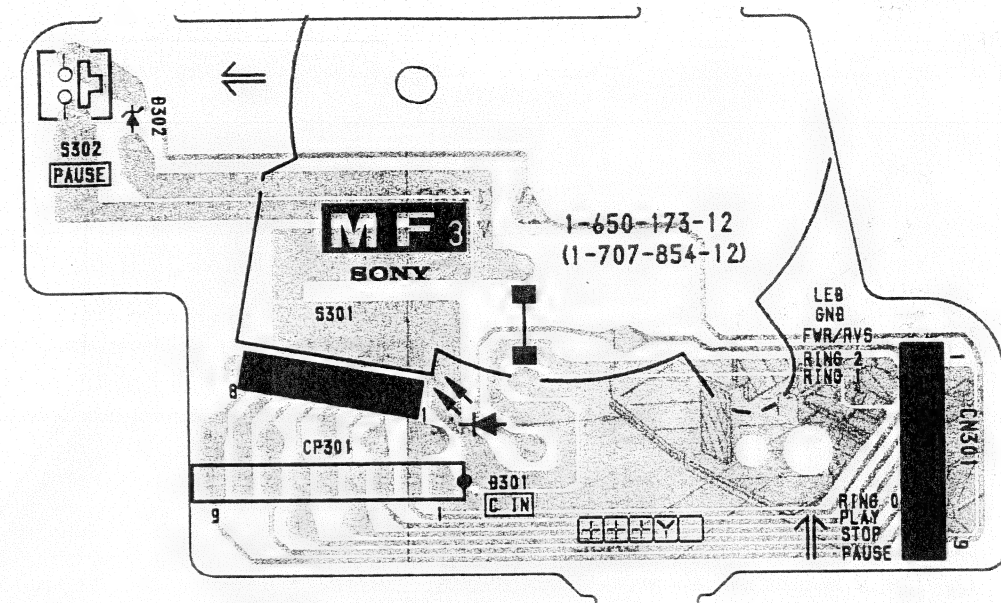 D302
S302
PAUSE
MF3
SONY
1-650-173-12
(1-707-854-12)
S301
LED
GND
FWR/RVS
RING 2
RING 1
1
8
1
CN301
CP301
D301
C IN
9
1
RING 0
PLAY
STOP
PAUSE
9